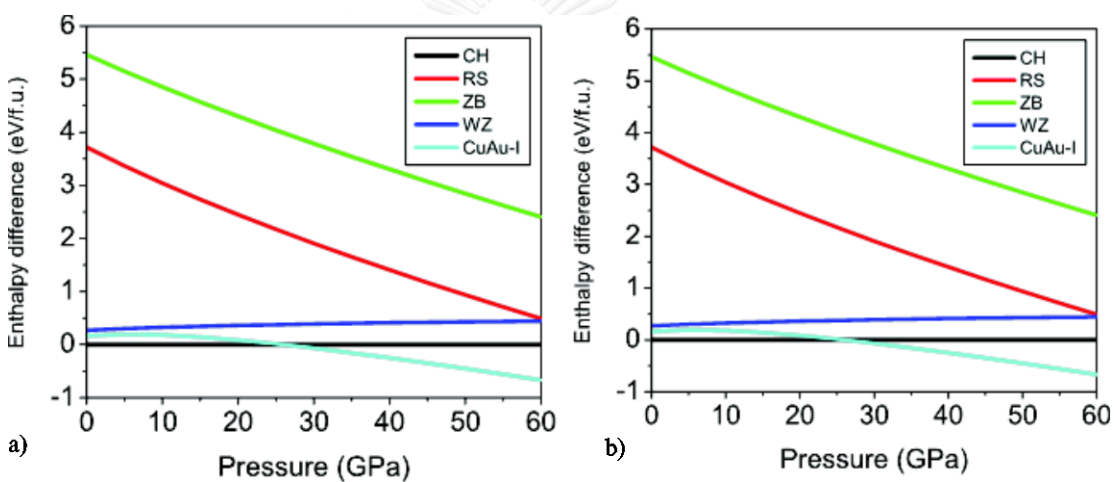 6
5
4
3
2
1
0
-1
Enthalpy difference (eV/f.u.)
CH
RS
ZB
WZ
CuAu-I
0 10 20 30 40 50 60
Pressure (GPa)
a)
6
5
4
3
2
1
0
-1
Enthalpy difference (eV/f.u.)
CH
RS
ZB
WZ
CuAu-I
0 10 20 30 40 50 60
Pressure (GPa)
b)